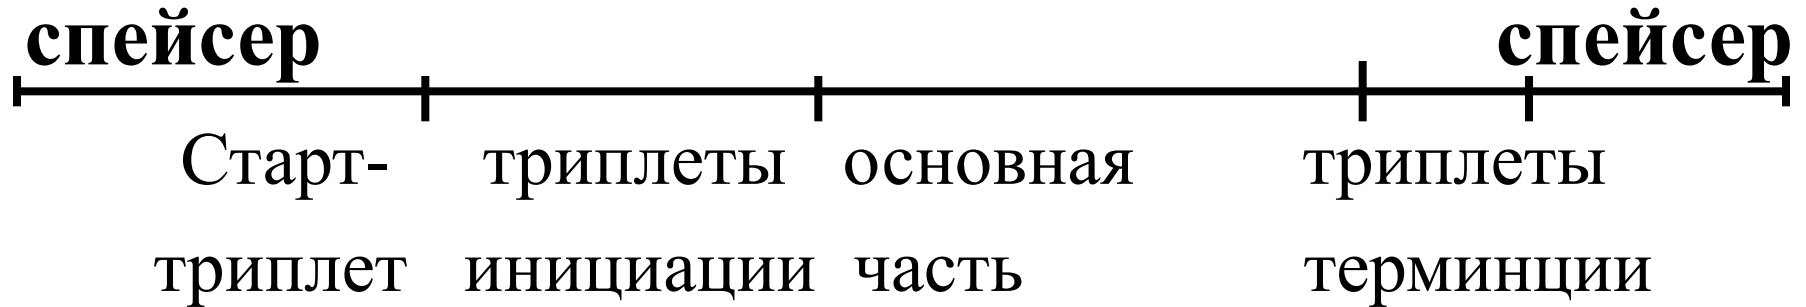 спейсер спейсер
Старт- триплеты основная триплеты
триплет инициации часть терминции